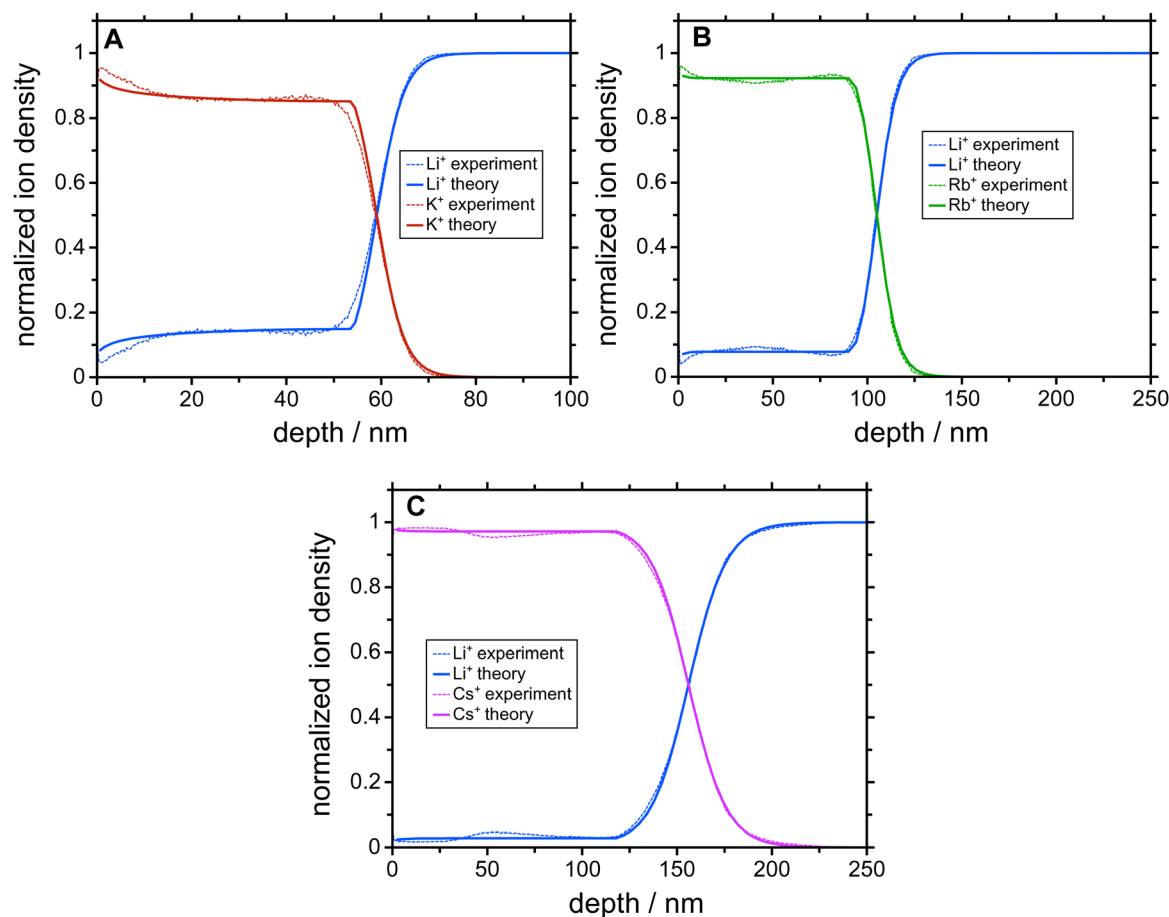 A
normalized ion density
1
0.8
0.6
0.4
0.2
0
Li⁺ experiment
Li⁺ theory
K⁺ experiment
K⁺ theory
0 20 40 60 80 100
depth / nm
B
normalized ion density
1
0.8
0.6
0.4
0.2
0
Li⁺ experiment
Li⁺ theory
Rb⁺ experiment
Rb⁺ theory
0 50 100 150 200 250
depth / nm
C
normalized ion density
1
0.8
0.6
0.4
0.2
0
Li⁺ experiment
Li⁺ theory
Cs⁺ experiment
Cs⁺ theory
0 50 100 150 200 250
depth / nm